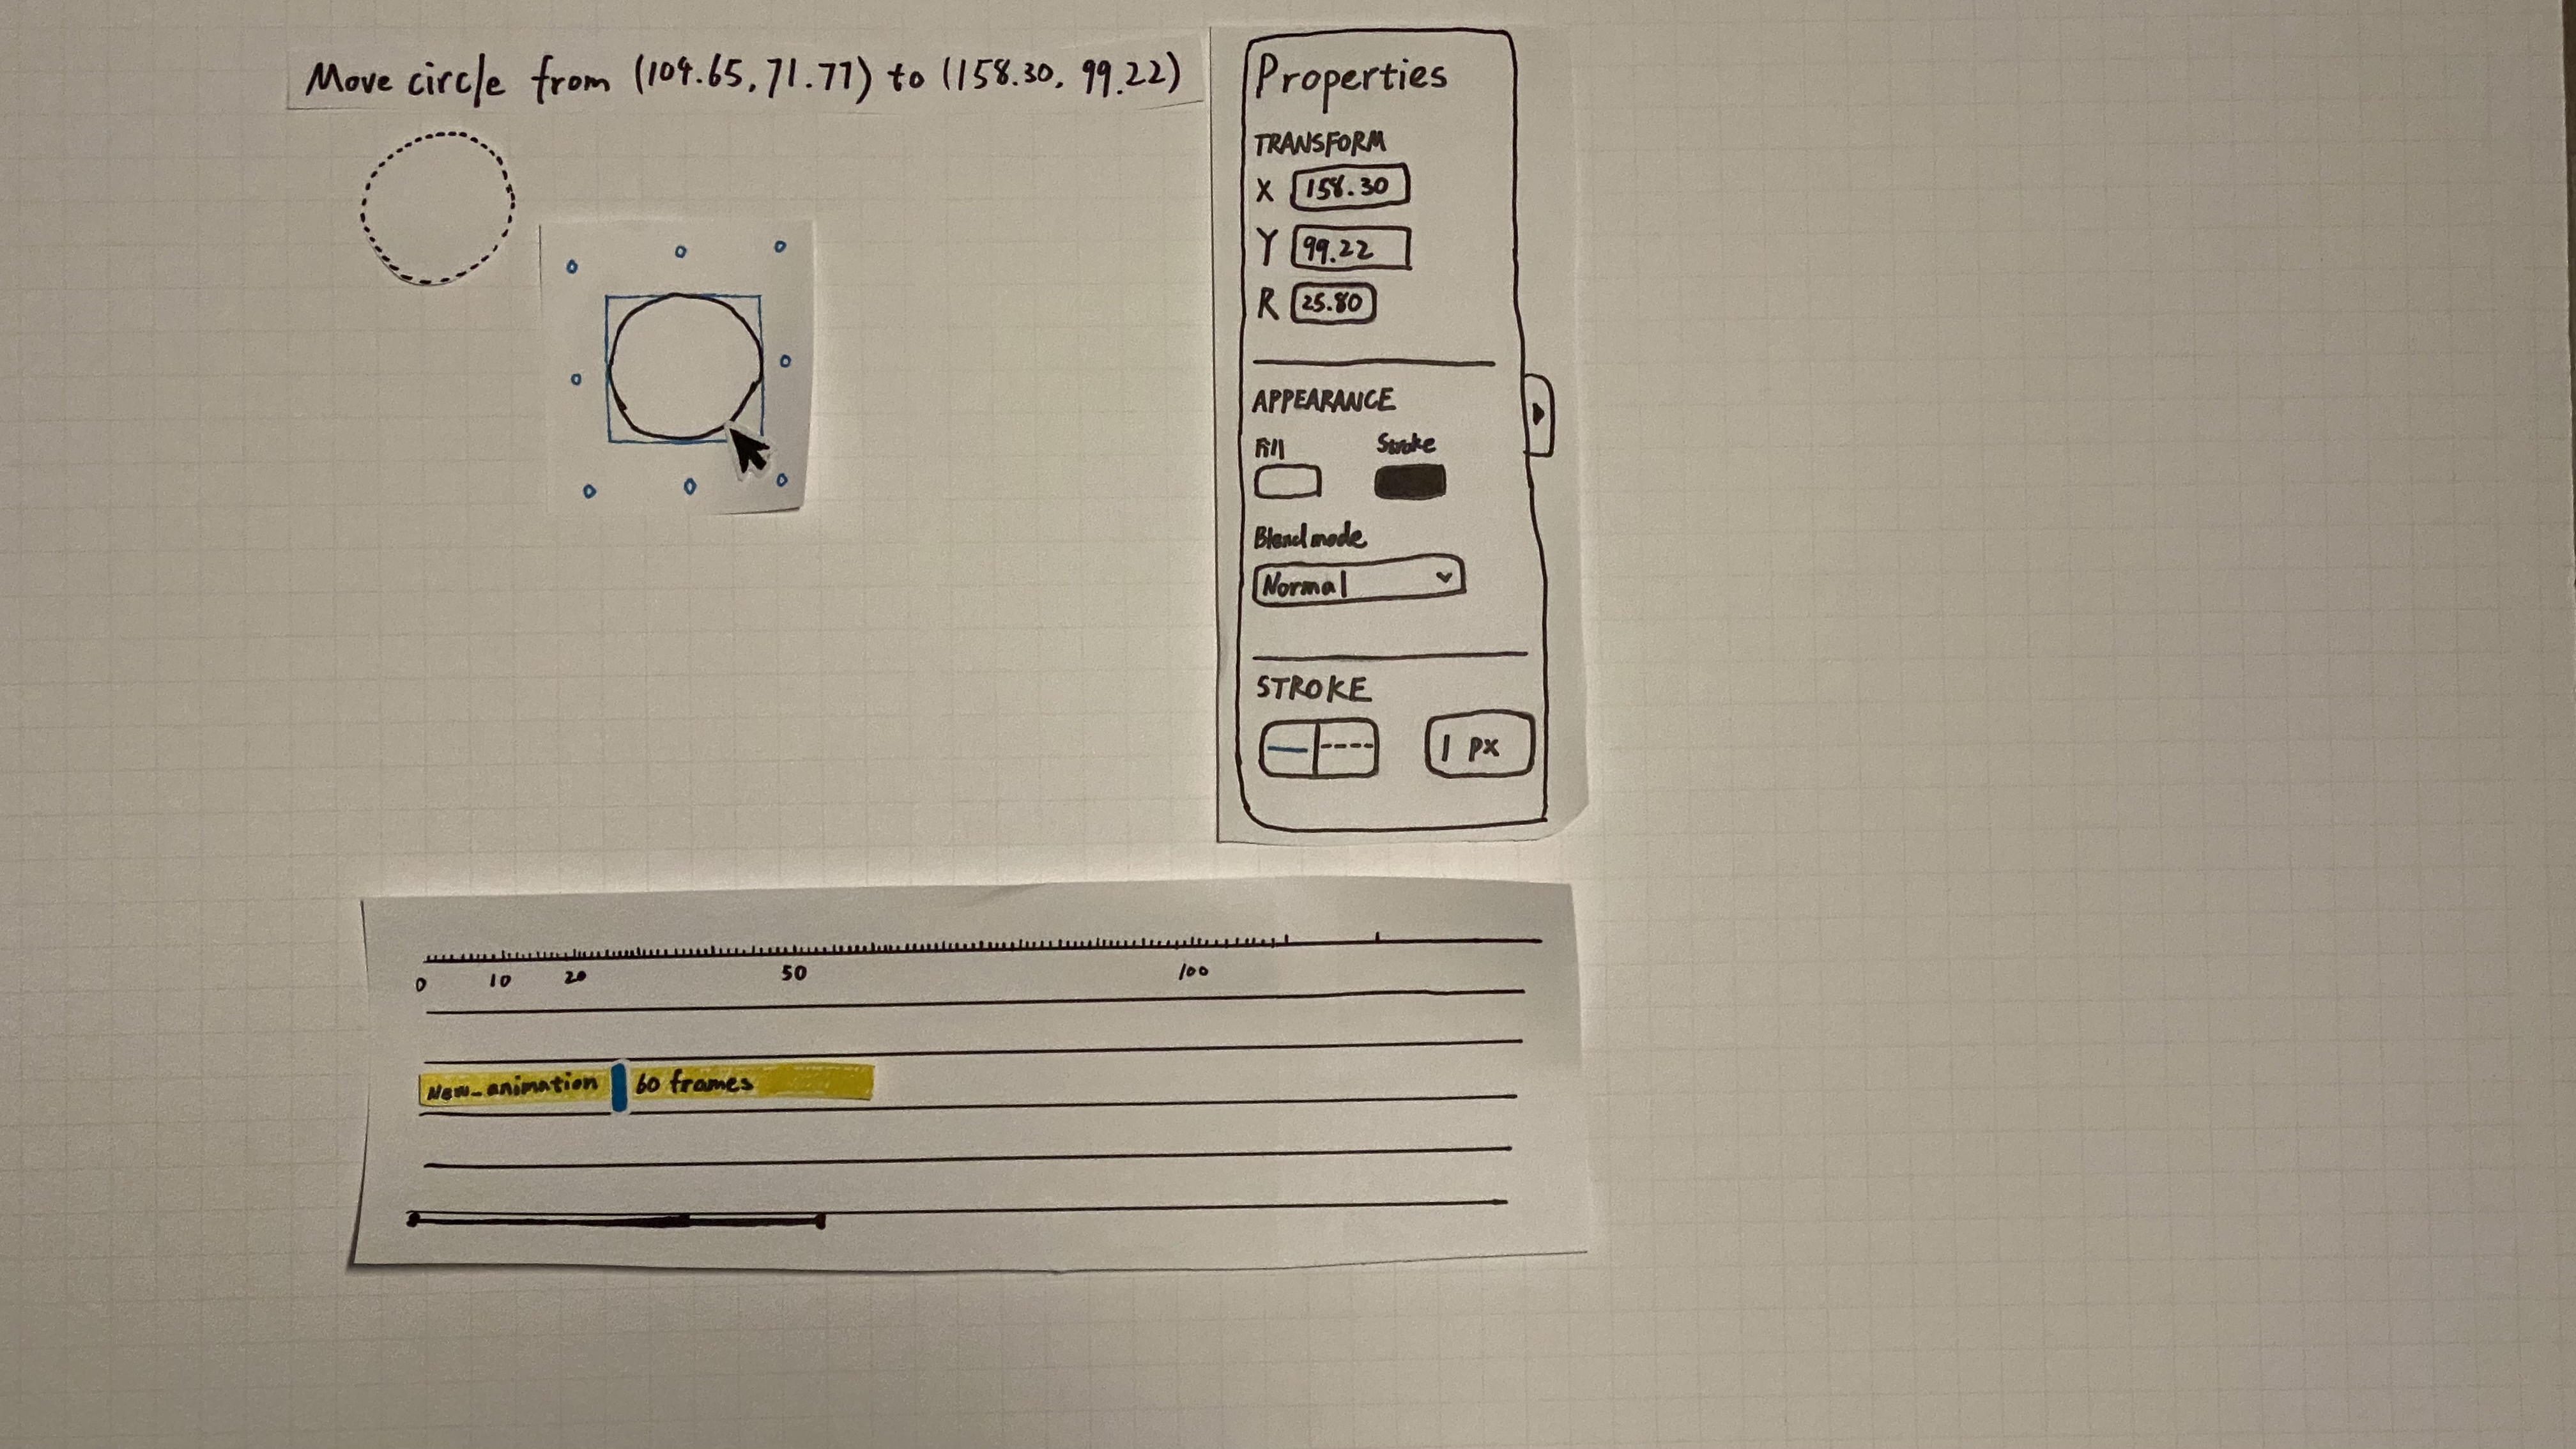 Move circle from (104.65, 71.77) to (158.30, 99.22)
Properties
TRANSFORM
X 158.30
Y 99.22
R 25.80
APPEARANCE
Fill Stroke
Blend mode
Normal
STROKE
1 px
0 10 20 50 100
New_animation 60 frames